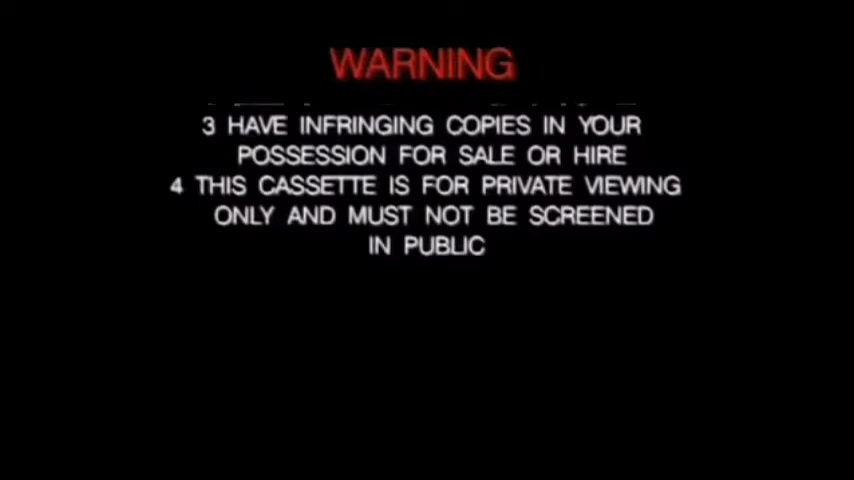 WARNING
3 HAVE INFRINGING COPIES IN YOUR
POSSESSION FOR SALE OR HIRE
4 THIS CASSETTE IS FOR PRIVATE VIEWING
ONLY AND MUST NOT BE SCREENED
IN PUBLIC